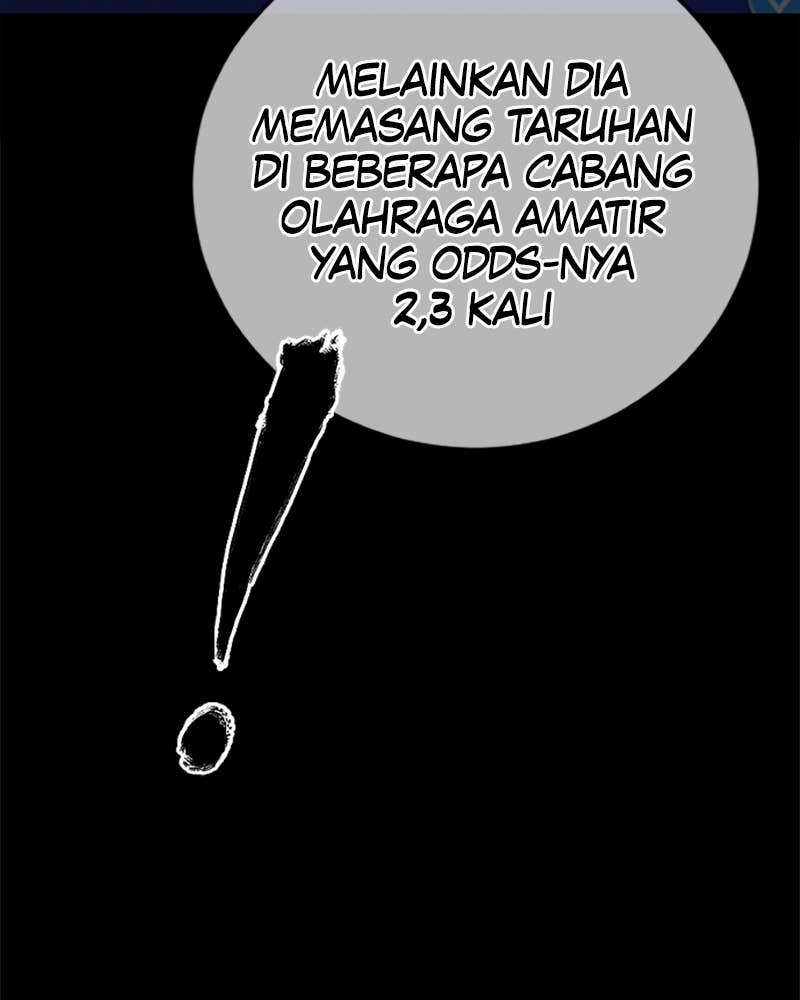 MELAINKAN DIA
MEMASANG TARUHAN
DI BEBERAPA CABANG
OLAHRAGA AMATIR
YANG ODDS-NYA
2,3 KALI
!